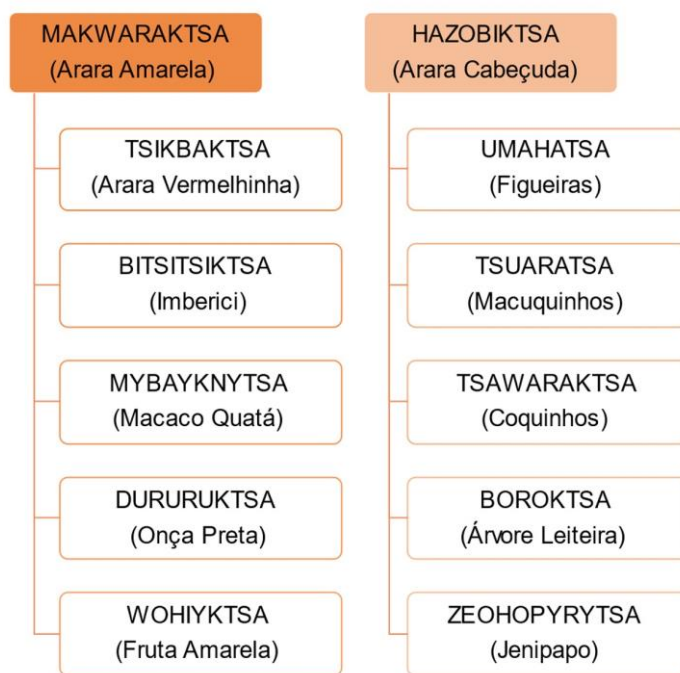 MAKWARAKTSA
(Arara Amarela)
TSIKBAKTSA
(Arara Vermelhinha)
BITSITSIKTSA
(Imberici)
MYBAYKNYTSA
(Macaco Quatá)
DURURUKTSA
(Onça Preta)
WOHIYKTSA
(Fruta Amarela)
HAZOBIKTSA
(Arara Cabeçuda)
UMAHATSA
(Figueiras)
TSUARATSA
(Macuquinhos)
TSAWARAKTSA
(Coquinhos)
BOROKTSA
(Árvore Leiteira)
ZEOHOPYRYTSA
(Jenipapo)